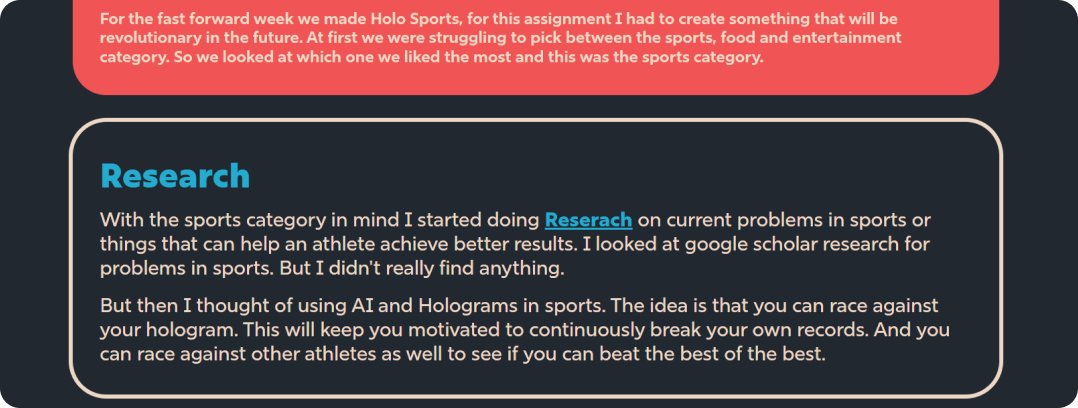 For the fast forward week we made Holo Sports, for this assignment I had to create something that will be
revolutionary in the future. At first we were struggling to pick between the sports, food and entertainment
category. So we looked at which one we liked the most and this was the sports category.
Research
With the sports category in mind I started doing Reserach on current problems in sports or
things that can help an athlete achieve better results. I looked at google scholar research for
problems in sports. But I didn't really find anything.
But then I thought of using AI and Holograms in sports. The idea is that you can race against
your hologram. This will keep you motivated to continuously break your own records. And you
can race against other athletes as well to see if you can beat the best of the best.